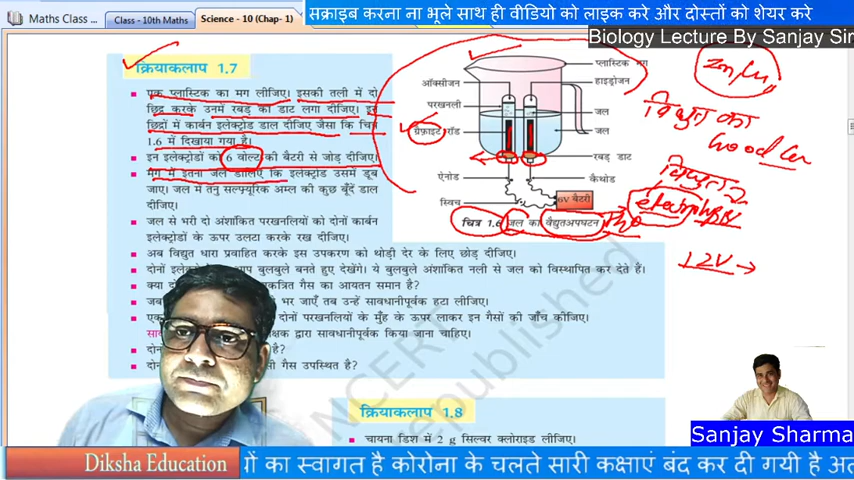 सक्राइब करना ना भूले साथ ही वीडियो को लाइक करे और दोस्तों को शेयर करे
Maths Class ...
Class - 10th Maths
Science - 10 (Chap- 1)
Biology Lecture By Sanjay Sir
क्रियाकलाप 1.7
एक प्लास्टिक का मग लीजिए। इसकी तली में दो
छिद्र करके उनमें रबड़ की डाट लगा दीजिए। इन
छिद्रों में कार्बन इलेक्ट्रोड डाल दीजिए जैसा कि चित्र
1.6 में दिखाया गया है।
इन इलेक्ट्रोडों को 6 वोल्ट की बैटरी से जोड़ दीजिए।
मग में इतना जल डालिए कि इलेक्ट्रोड उसमें डूब
जाए। जल में तनु सल्फ़्यूरिक अम्ल की कुछ बूँदें डाल
दीजिए।
जल से भरी दो अंशांकित परखनलियों को दोनों कार्बन
इलेक्ट्रोडों के ऊपर उलटा करके रख दीजिए।
अब विद्युत धारा प्रवाहित करके इस उपकरण को थोड़ी देर के लिए छोड़ दीजिए।
दोनों इलेक्ट्रो बुलबुले बनते हुए देखेंगे। ये बुलबुले अंशांकित नली से जल को विस्थापित कर देते हैं।
क्या दो एकत्रित गैस का आयतन समान है?
जब भर जाएँ तब उन्हें सावधानीपूर्वक हटा लीजिए।
दोनों परखनलियों के मुँह के ऊपर लाकर इन गैसों की जाँच कीजिए।
द्वारा सावधानीपूर्वक किया जाना चाहिए।
है?
गैस उपस्थित है?
प्लास्टिक मग
ऑक्सीजन
हाइड्रोजन
परखनली
जल
ग्रेफ़ाइट रॉड
जल
रबड़ डाट
ऐनोड
कैथोड
स्विच
6V बैटरी
चित्र 1.6 जल का वैद्युतअपघटन
विद्युत का
12V
NCERT
republished
क्रियाकलाप 1.8
चायना डिश में 2 g सिल्वर क्लोराइड लीजिए।
Sanjay Sharma
Diksha Education
का स्वागत है कोरोना के चलते सारी कक्षाएं बंद कर दी गयी है